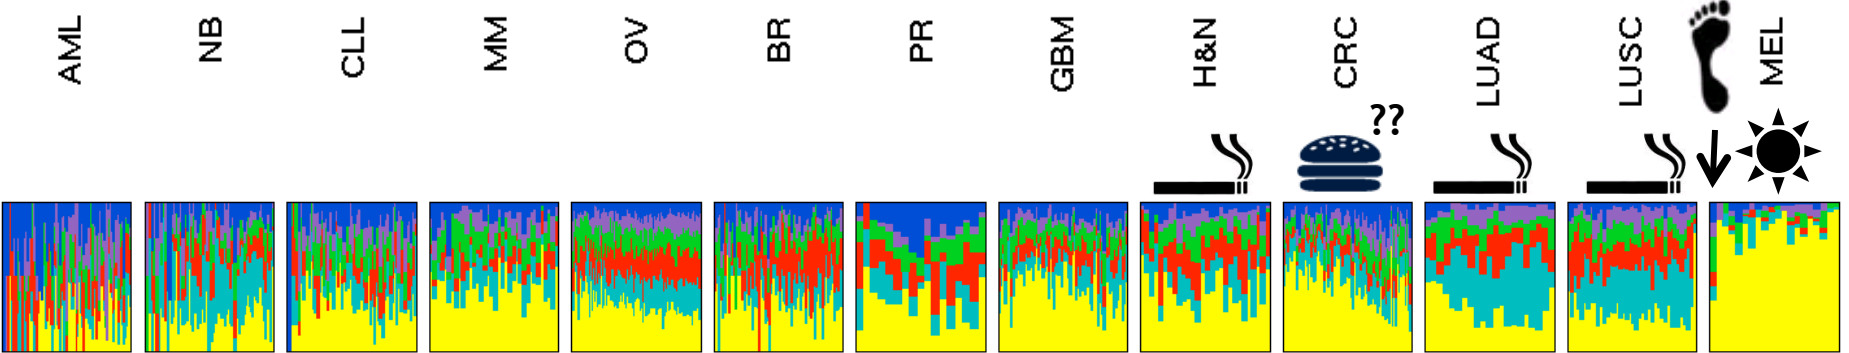 AML
NB
CLL
MM
OV
BR
PR
GBM
H&N
CRC
LUAD
LUSC
MEL
??